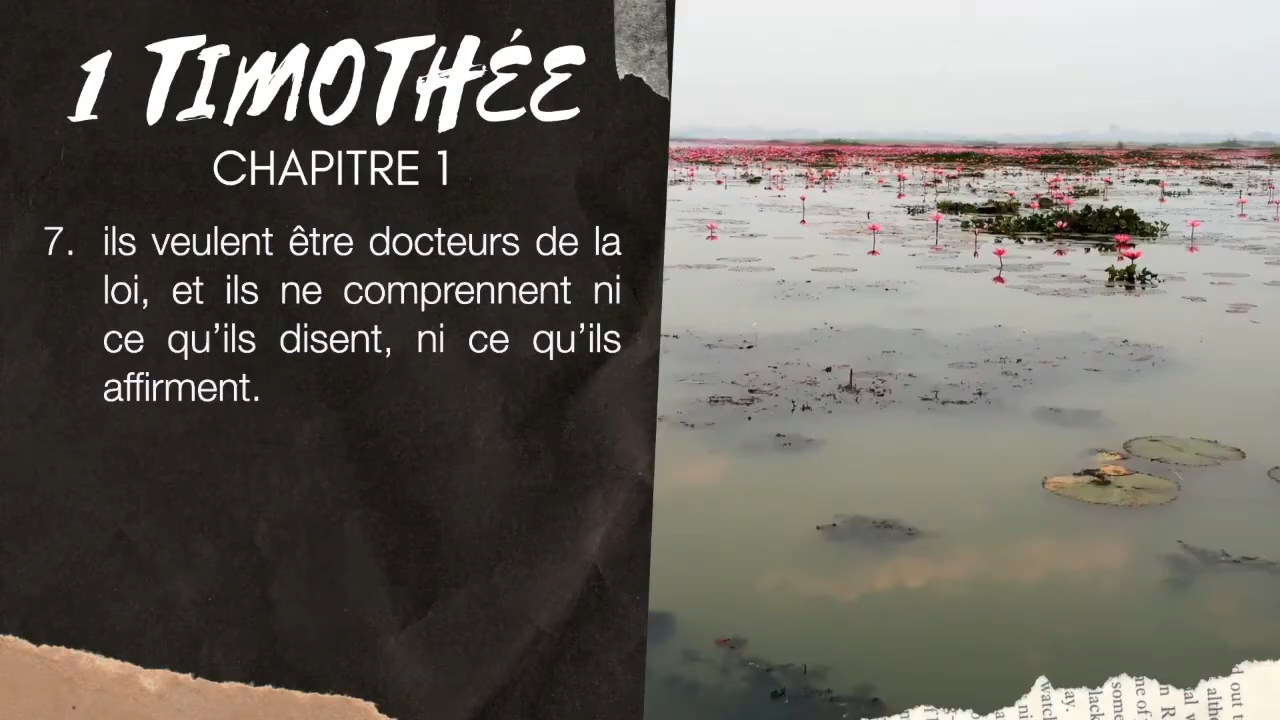 1 TIMOTHÉE
CHAPITRE 1
7. ils veulent être docteurs de la
loi, et ils ne comprennent ni
ce qu’ils disent, ni ce qu’ils
affirment.